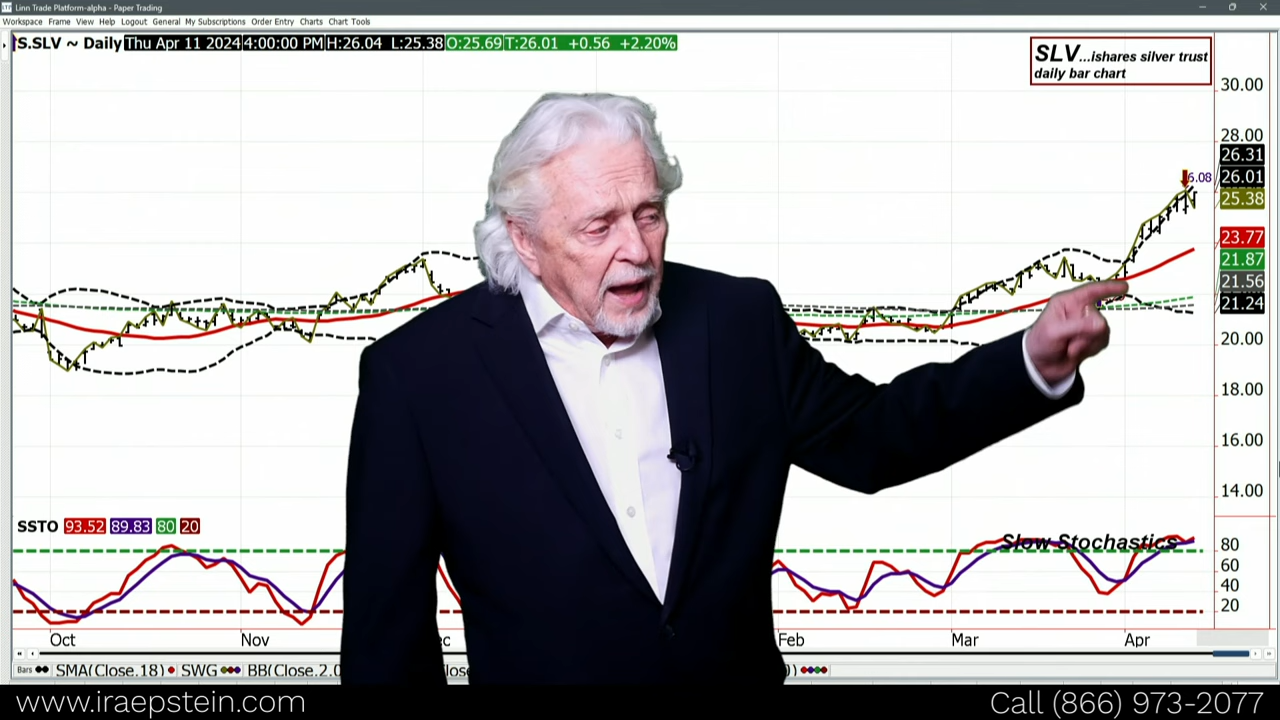 Linn Trade Platform-alpha - Paper Trading
Workspace Frame View Help Logout General My Subscriptions Order Entry Charts Chart Tools
S.SLV ~ Daily Thu Apr 11 2024 4:00:00 PM H:26.04 L:25.38 O:25.69 T:26.01 +0.56 +2.20%
SLV...ishares silver trust
daily bar chart
30.00
28.00
26.31
6.08
26.01
25.38
23.77
21.87
21.56
21.24
20.00
18.00
16.00
14.00
SSTO 93.52 89.83 80 20
Slow Stochastics
80
60
40
20
Oct Nov ec Feb Mar Apr
Bars SMA(Close.18) SWG BB(Close.2.0 lose )
www.iraepstein.com Call (866) 973-2077